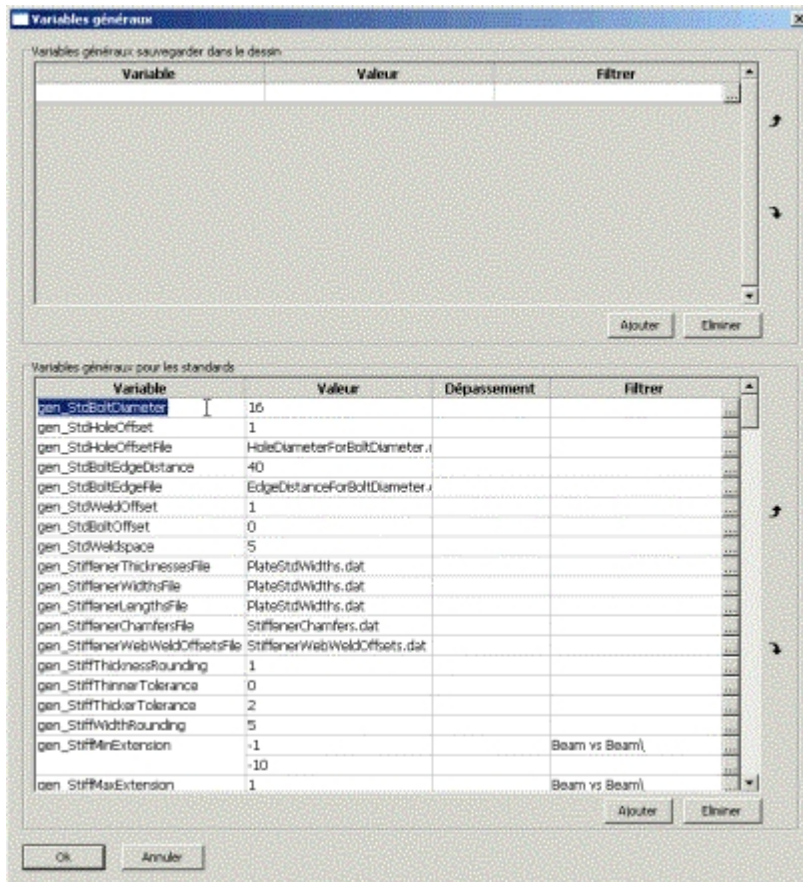 Variables généraux
Variables généraux sauvegarder dans le dessin
Variable Valeur Filtrer
...
Ajouter Eliminer
Variables généraux pour les standards
Variable Valeur Dépassement Filtrer
gen_StdBoltDiameter 16 ...
gen_StdHoleOffset 1 ...
gen_StdHoleOffsetFile HoleDiameterForBoltDiameter. ...
gen_StdBoltEdgeDistance 40 ...
gen_StdBoltEdgeFile EdgeDistanceForBoltDiameter. ...
gen_StdWeldOffset 1 ...
gen_StdBoltOffset 0 ...
gen_StdWeldspace 5 ...
gen_StiffenerThicknessesFile PlateStdWidths.dat ...
gen_StiffenerWidthsFile PlateStdWidths.dat ...
gen_StiffenerLengthsFile PlateStdWidths.dat ...
gen_StiffenerChamfersFile StiffenerChamfers.dat ...
gen_StiffenerWebWeldOffsetsFile StiffenerWebWeldOffsets.dat ...
gen_StiffThicknessRounding 1 ...
gen_StiffThinnerTolerance 0 ...
gen_StiffThickerTolerance 2 ...
gen_StiffWidthRounding 5 ...
gen_StiffMinExtension -1 Beam vs Beam\ ...
-10 ...
gen_StiffMaxExtension 1 Beam vs Beam\ ...
Ajouter Eliminer
Ok Annuler